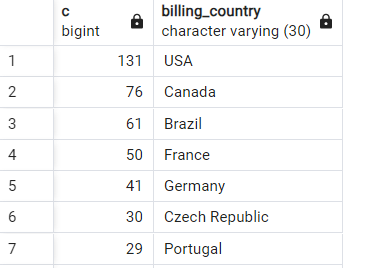 c billing_country
bigint character varying (30)
1 131 USA
2 76 Canada
3 61 Brazil
4 50 France
5 41 Germany
6 30 Czech Republic
7 29 Portugal